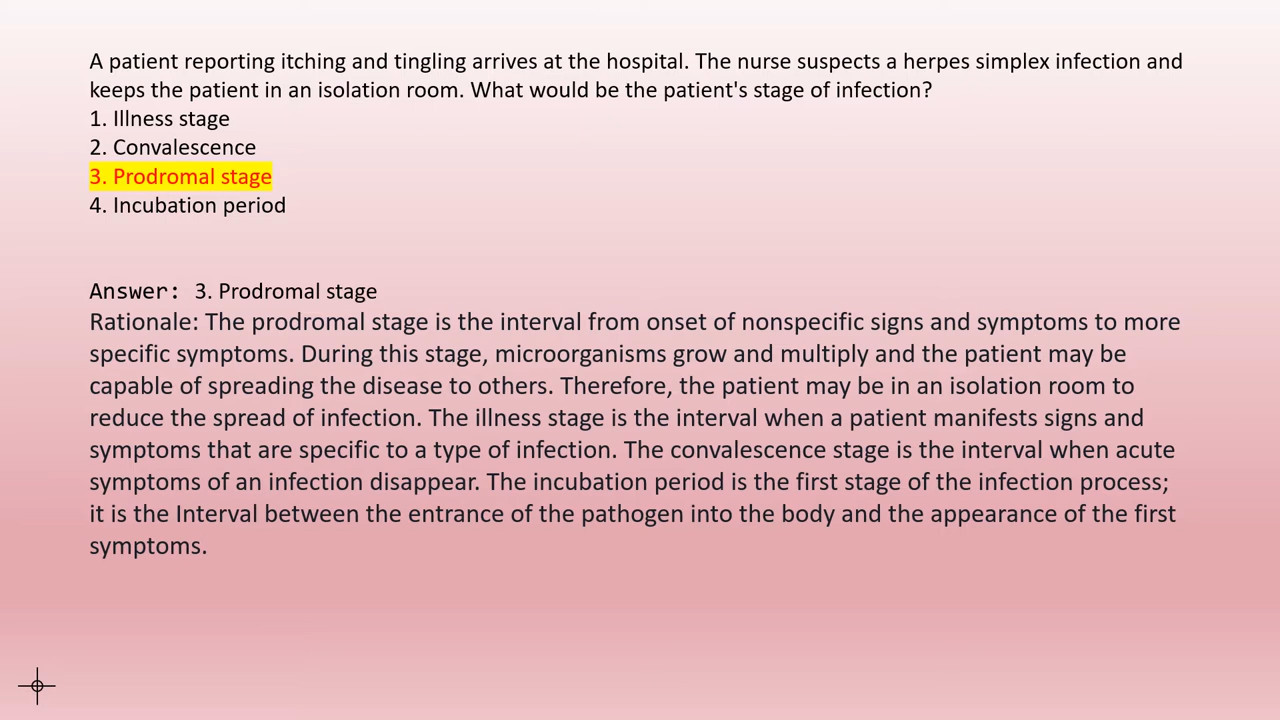 A patient reporting itching and tingling arrives at the hospital. The nurse suspects a herpes simplex infection and
keeps the patient in an isolation room. What would be the patient's stage of infection?
1. Illness stage
2. Convalescence
3. Prodromal stage
4. Incubation period
Answer: 3. Prodromal stage
Rationale: The prodromal stage is the interval from onset of nonspecific signs and symptoms to more
specific symptoms. During this stage, microorganisms grow and multiply and the patient may be
capable of spreading the disease to others. Therefore, the patient may be in an isolation room to
reduce the spread of infection. The illness stage is the interval when a patient manifests signs and
symptoms that are specific to a type of infection. The convalescence stage is the interval when acute
symptoms of an infection disappear. The incubation period is the first stage of the infection process;
it is the Interval between the entrance of the pathogen into the body and the appearance of the first
symptoms.